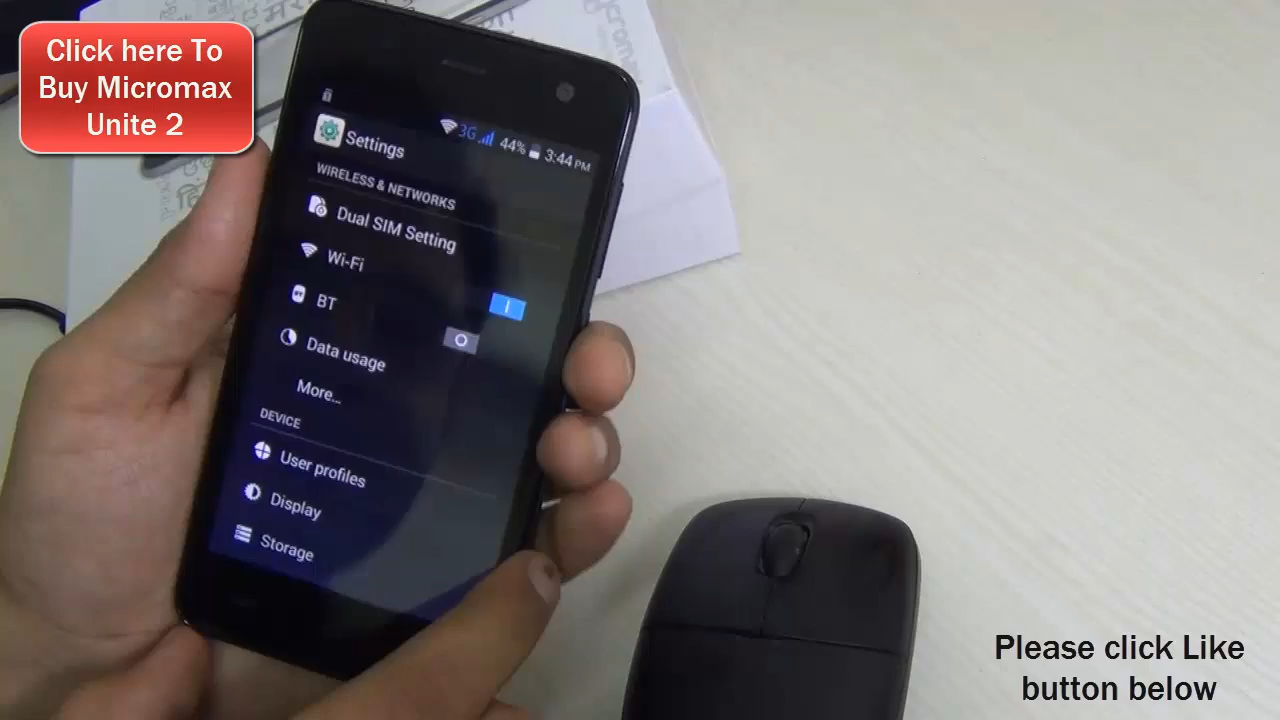 Click here To
Buy Micromax
Unite 2
micromax
3G 44% 3:44 PM
Settings
WIRELESS & NETWORKS
Dual SIM Setting
Wi-Fi
BT
Data usage
More...
DEVICE
User profiles
Display
Storage
Please click Like
button below